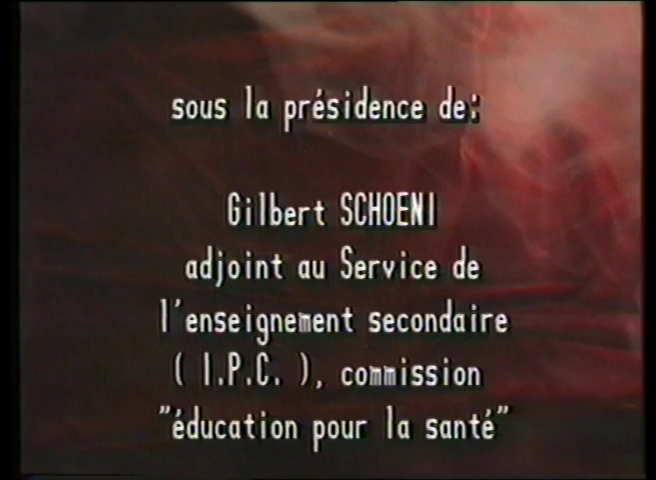 sous la présidence de:
Gilbert SCHOENI
adjoint au Service de
l'enseignement secondaire
( I.P.C. ), commission
"éducation pour la santé"